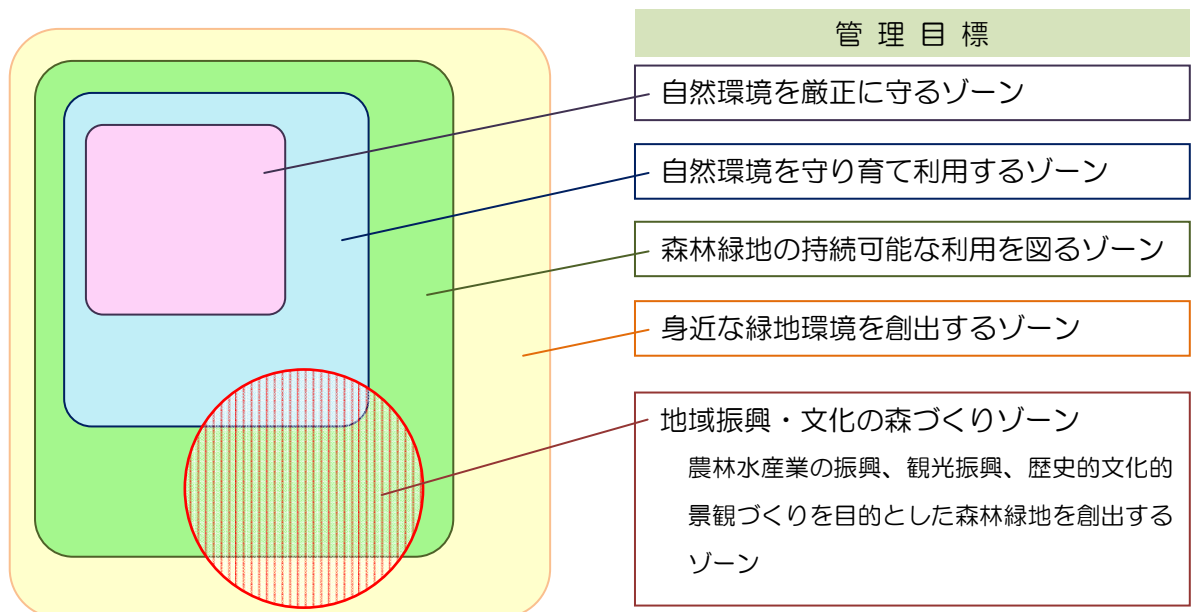 管理目標
自然環境を厳正に守るゾーン
自然環境を守り育て利用するゾーン
森林緑地の持続可能な利用を図るゾーン
身近な緑地環境を創出するゾーン
地域振興・文化の森づくりゾーン
農林水産業の振興、観光振興、歴史的文化的
景観づくりを目的とした森林緑地を創出する
ゾーン